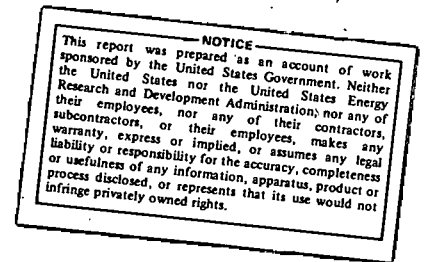 NOTICE
This report was prepared as an account of work
sponsored by the United States Government. Neither
the United States nor the United States Energy
Research and Development Administration, nor any of
their employees, nor any of their contractors,
subcontractors, or their employees, makes any
warranty, express or implied, or assumes any legal
liability or responsibility for the accuracy, completeness
or usefulness of any information, apparatus, product or
process disclosed, or represents that its use would not
infringe privately owned rights.